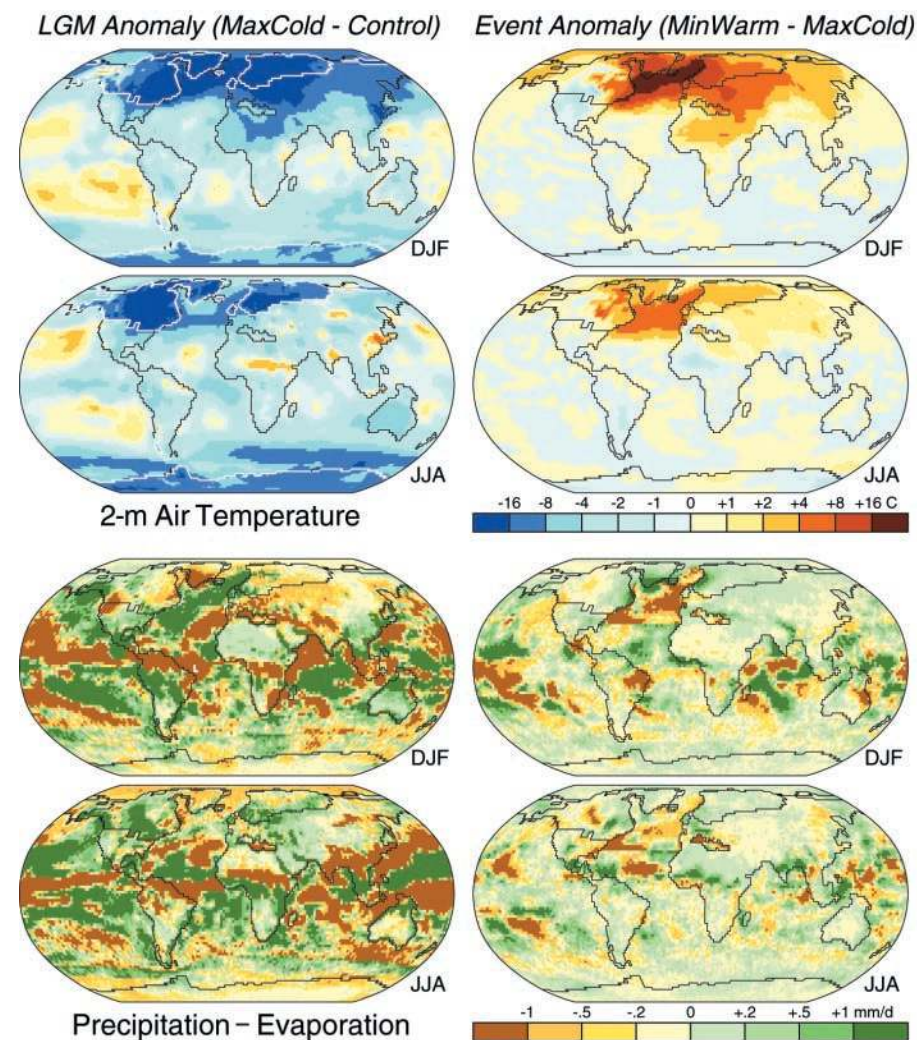 LGM Anomaly (MaxCold - Control)
Event Anomaly (MinWarm - MaxCold)
DJF
DJF
JJA
JJA
2-m Air Temperature
-16 -8 -4 -2 -1 0 +1 +2 +4 +8 +16 C
DJF
DJF
JJA
JJA
Precipitation – Evaporation
-1 -.5 -.2 0 +.2 +.5 +1 mm/d